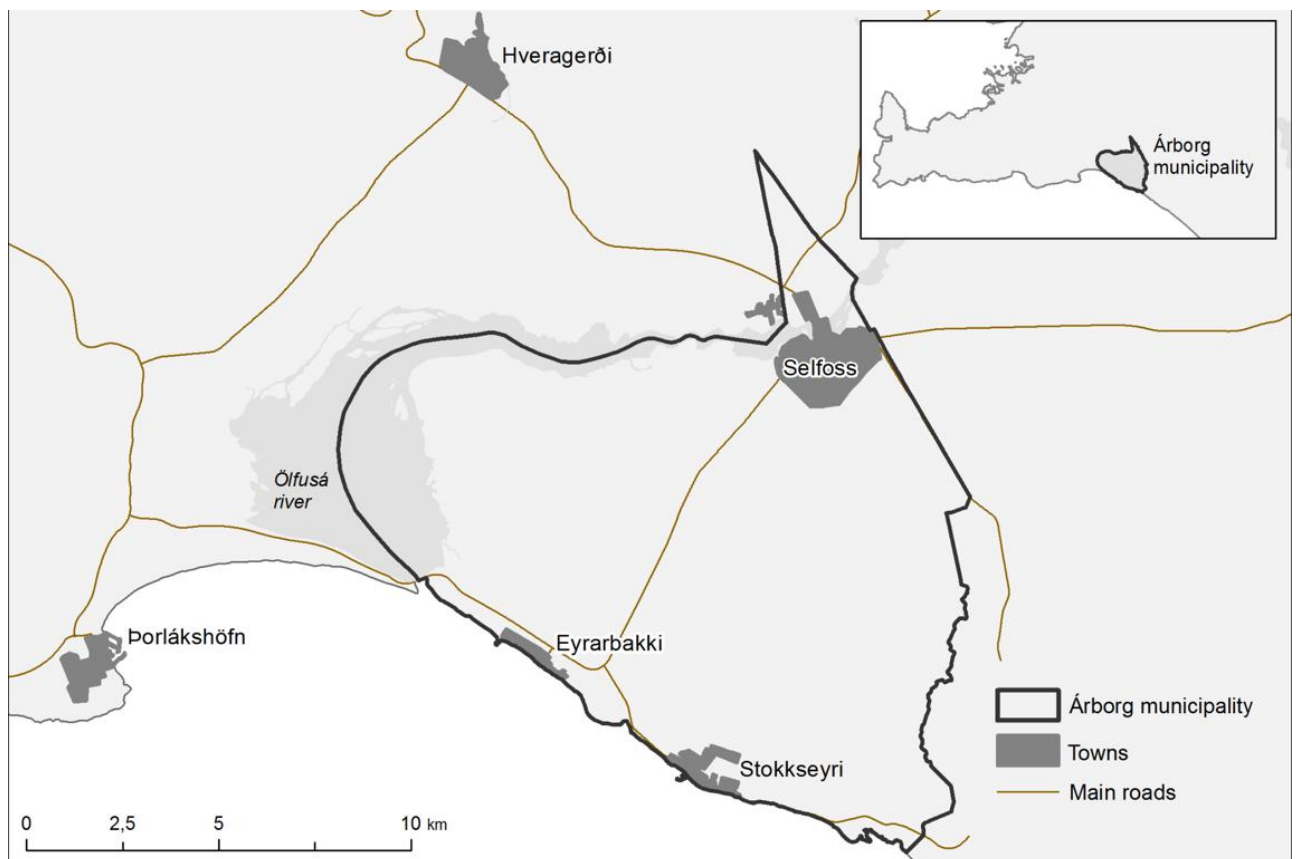 Hveragerði
Árborg
municipality
Selfoss
Ölfusá
river
Þorlákshöfn
Eyrarbakki
Stokkseyri
Árborg municipality
Towns
Main roads
0 2,5 5 10 km